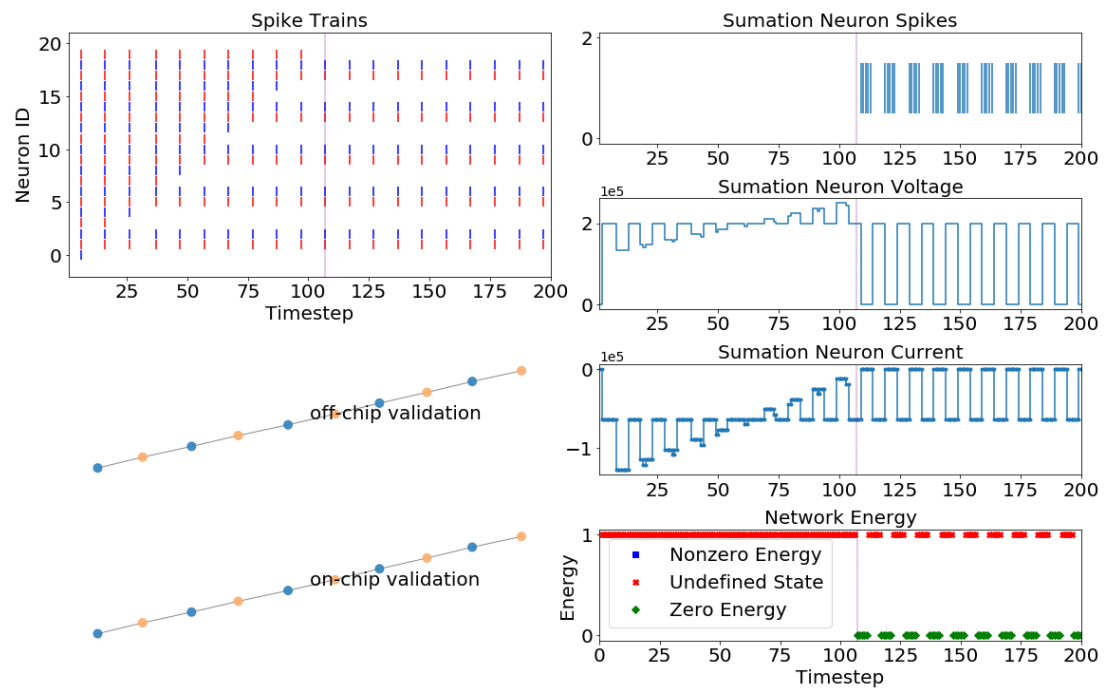 Spike Trains
20
15
10
5
0
Neuron ID
25 50 75 100 125 150 175 200
Timestep
off-chip validation
on-chip validation
Sumation Neuron Spikes
2
0
25 50 75 100 125 150 175 200
Sumation Neuron Voltage
1e5
2
0
25 50 75 100 125 150 175 200
Sumation Neuron Current
1e5
0
−1
25 50 75 100 125 150 175 200
Network Energy
1
0
Energy
Nonzero Energy
Undefined State
Zero Energy
0 25 50 75 100 125 150 175 200
Timestep